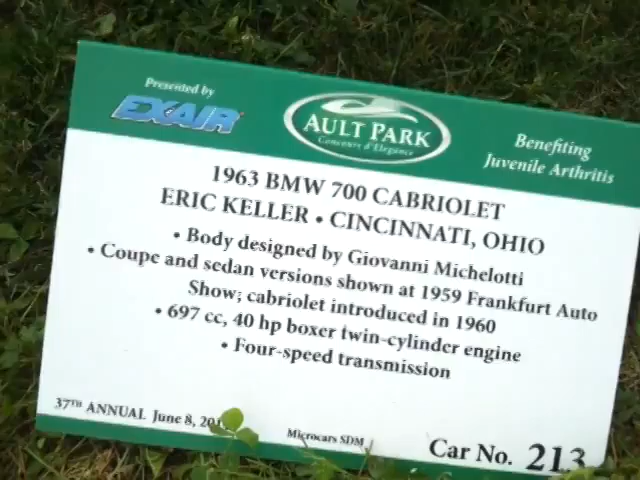 Presented by
EXAIR
AULT PARK
Concours d'Elegance
Benefiting
Juvenile Arthritis
1963 BMW 700 CABRIOLET
ERIC KELLER • CINCINNATI, OHIO
• Body designed by Giovanni Michelotti
• Coupe and sedan versions shown at 1959 Frankfurt Auto
Show; cabriolet introduced in 1960
• 697 cc, 40 hp boxer twin-cylinder engine
• Four-speed transmission
37TH ANNUAL June 8,
Microcars SDM
Car No. 213